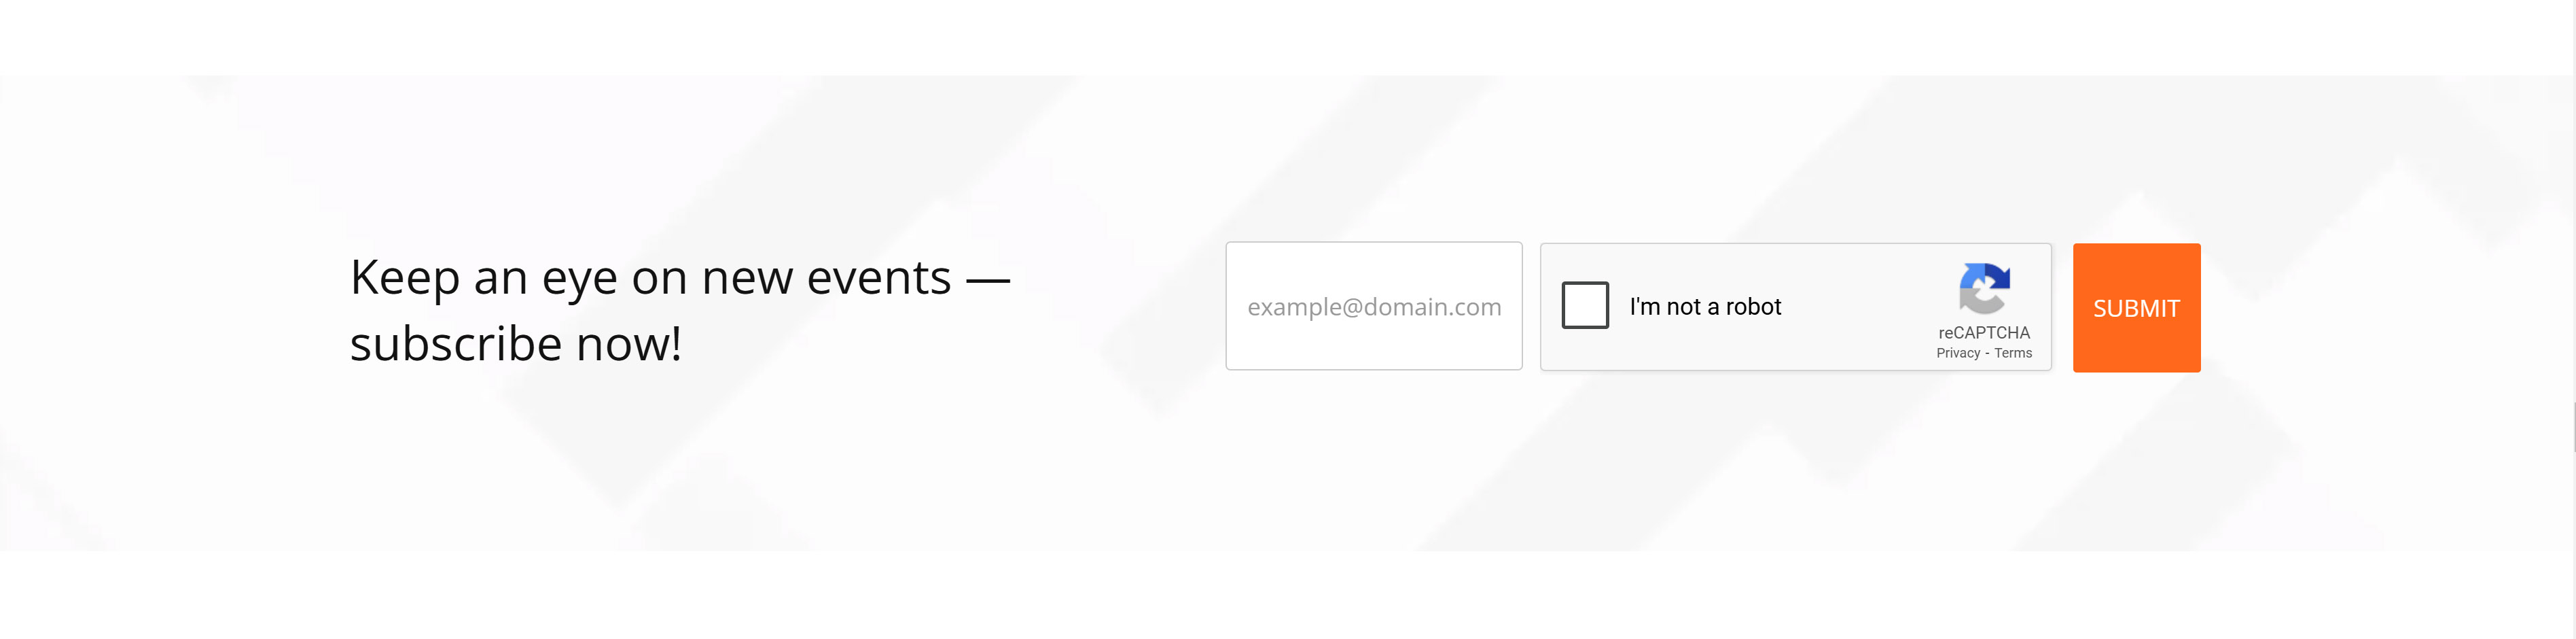 Keep an eye on new events —
subscribe now!
example@domain.com
I'm not a robot
reCAPTCHA
Privacy - Terms
SUBMIT